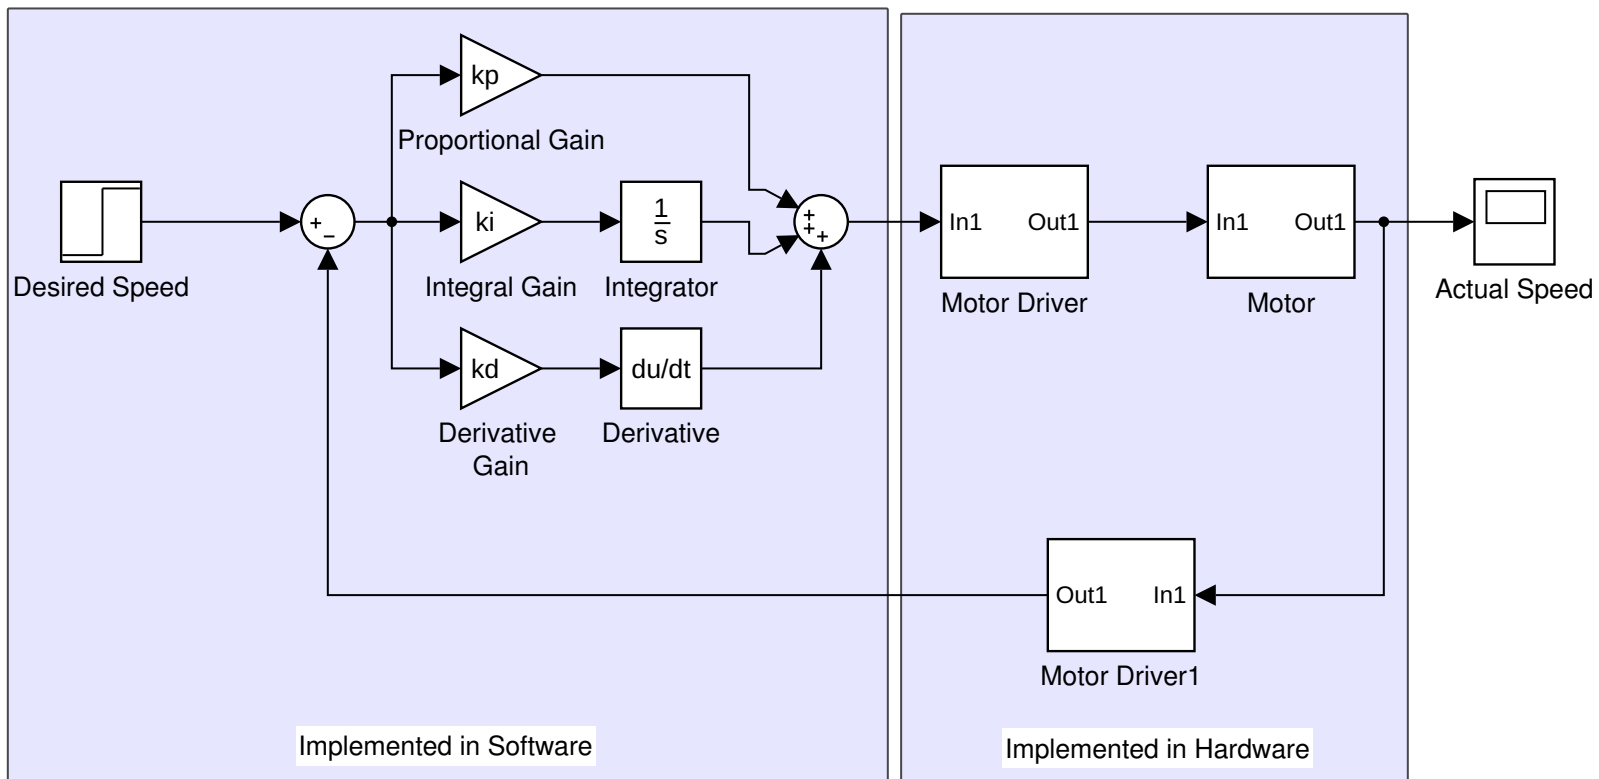 kp
Proportional Gain
+
−
ki
1
s
+
+
+
In1 Out1
In1 Out1
Desired Speed
Integral Gain
Integrator
Motor Driver
Motor
Actual Speed
kd
du/dt
Derivative
Gain
Derivative
Out1 In1
Motor Driver1
Implemented in Software
Implemented in Hardware